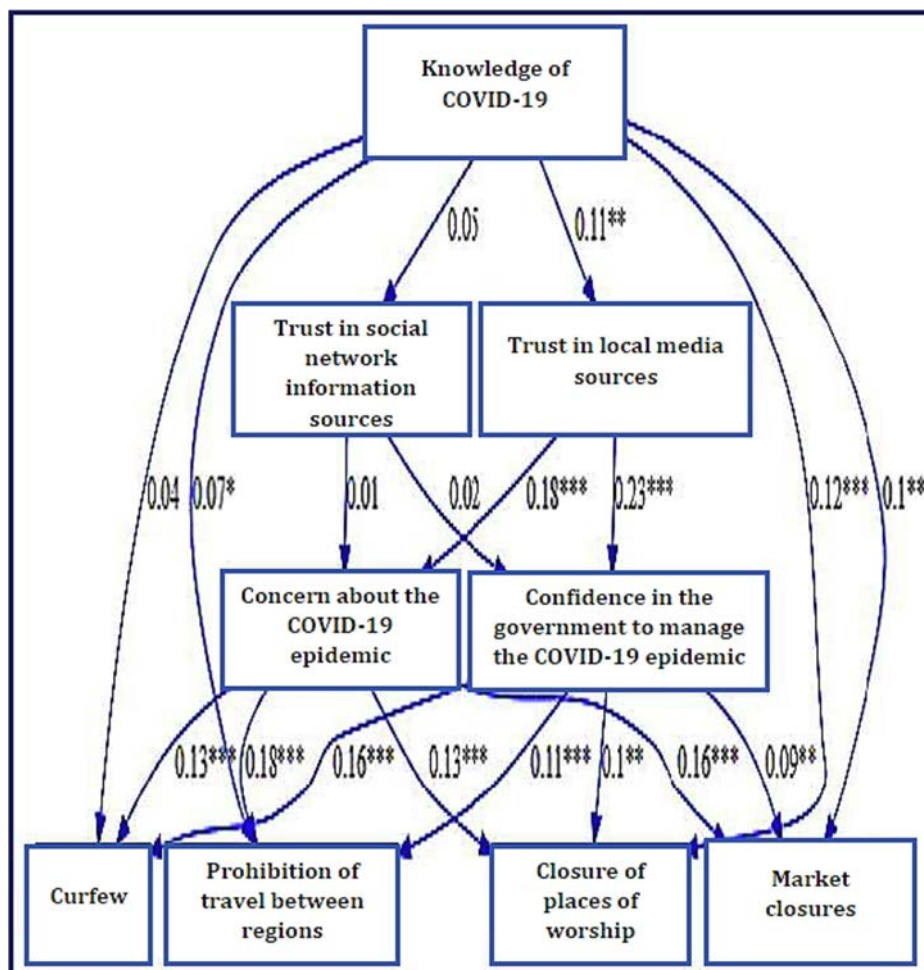 Knowledge of
COVID-19
0.05
0.11**
Trust in social
network
information
sources
Trust in local media
sources
0.04
0.07*
0.01
0.02
0.18***
0.23***
0.12***
0.1**
Concern about the
COVID-19
epidemic
Confidence in the
government to manage
the COVID-19 epidemic
0.13***
0.18***
0.16***
0.13***
0.11***
0.1**
0.16***
0.09**
Curfew
Prohibition of
travel between
regions
Closure of
places of
worship
Market
closures